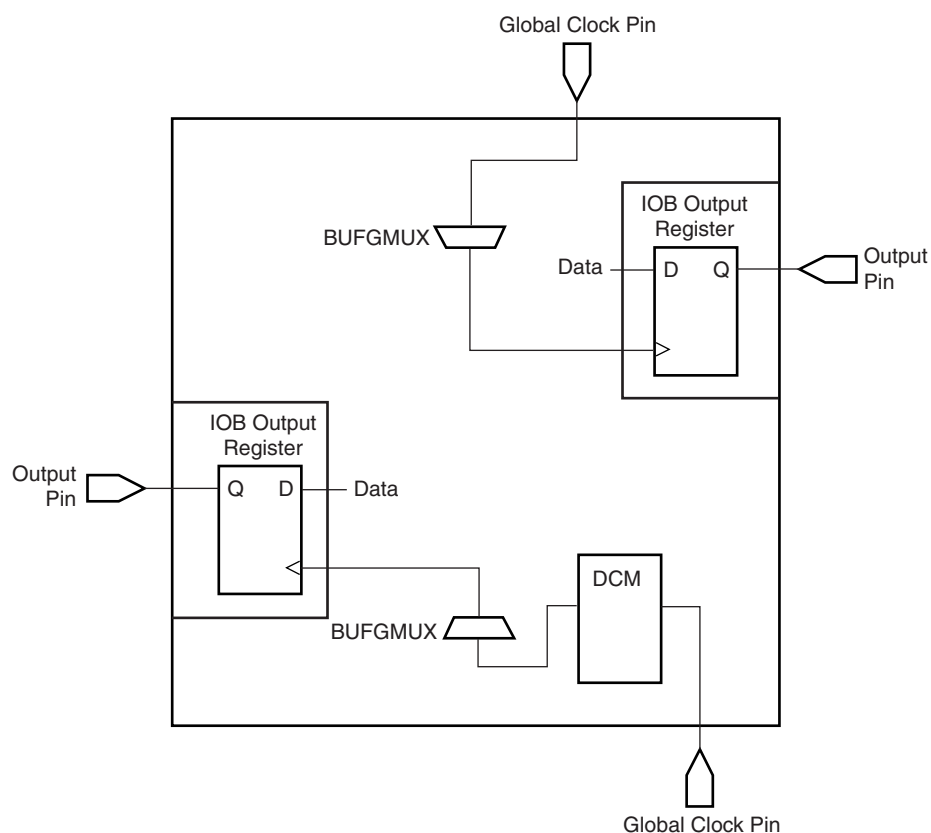 Global Clock Pin
IOB Output
Register
BUFGMUX
Data
D
Q
Output
Pin
IOB Output
Register
Output
Pin
Q
D
Data
DCM
BUFGMUX
Global Clock Pin